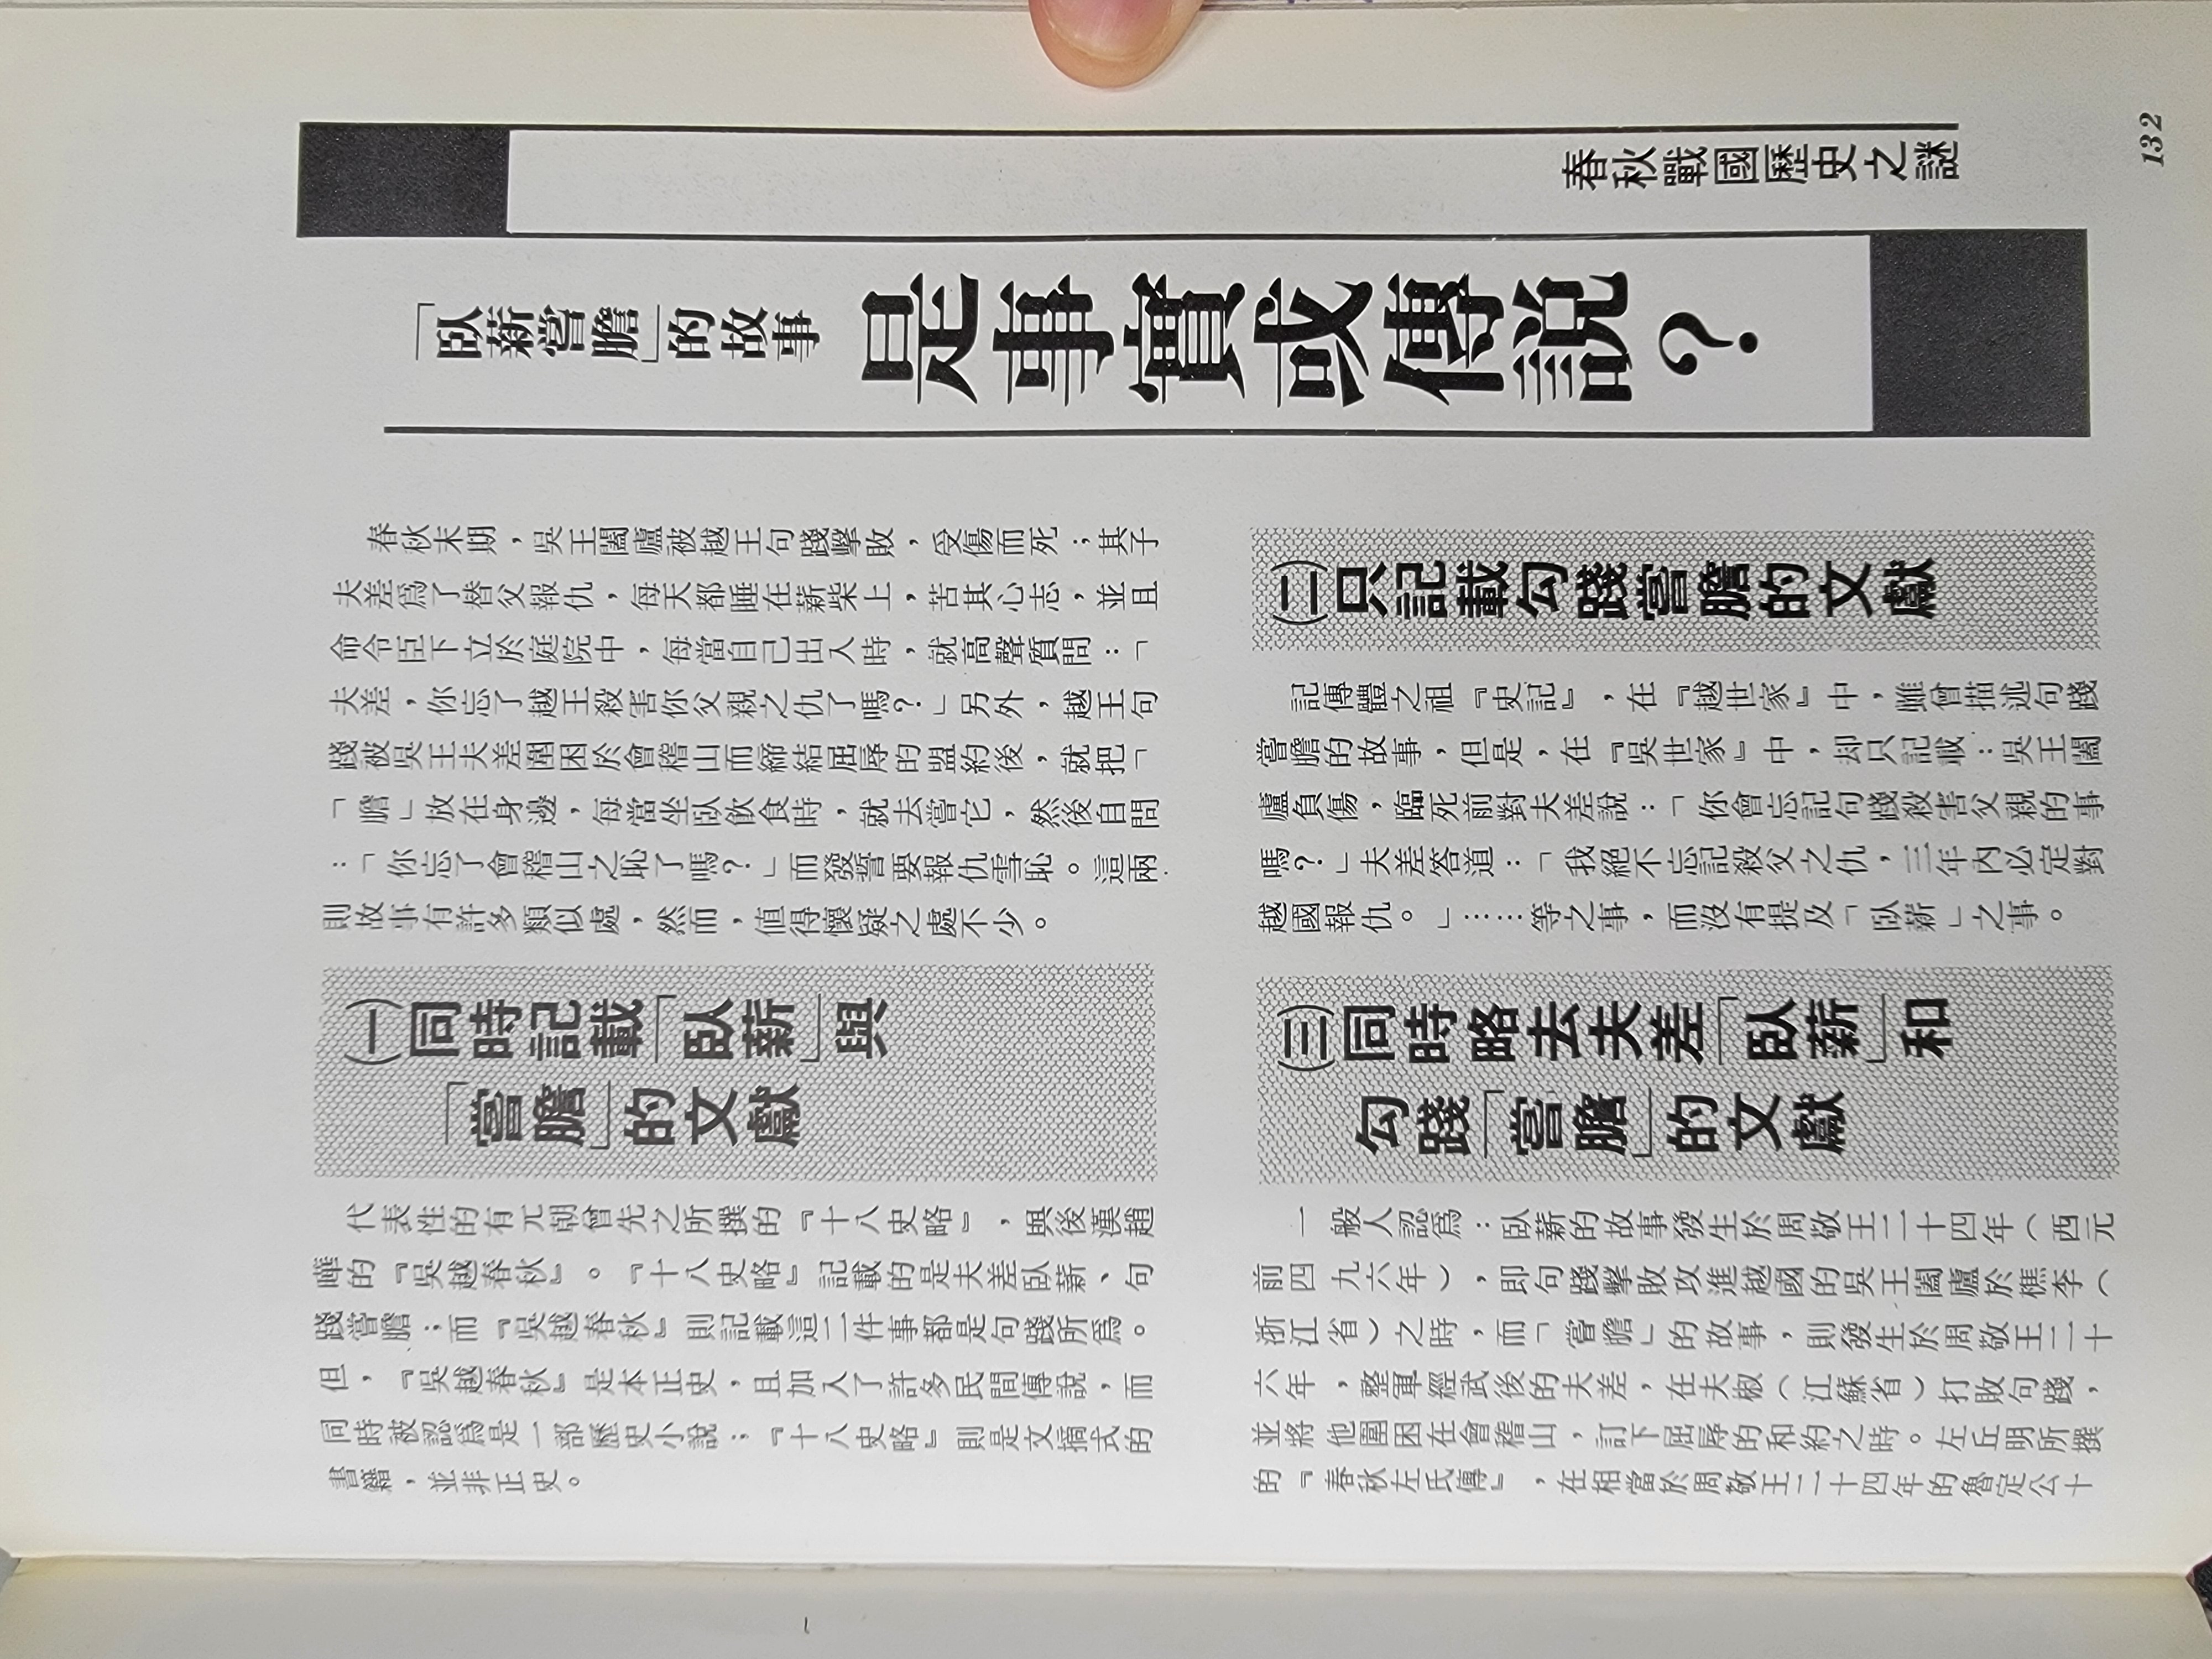 春秋戰國歷史之謎
「臥薪嘗膽」的故事 是事實或傳説？
春秋末期，吳王闔廬被越王句踐擊敗，受傷而死；其子
夫差爲了替父報仇，每天都睡在薪柴上，苦其心志，並且
命令臣下立於庭院中，每當自己出入時，就高聲質問：「
夫差，你忘了越王殺害你父親之仇了嗎？」另外，越王句
踐被吳王夫差圍困於會稽山而締結屈辱的盟約後，就把「
「膽」放在身邊，每當坐臥飲食時，就去嘗它，然後自問
：「你忘了會稽山之恥了嗎？」而發誓要報仇雪恥。這兩
則故事有許多類似處，然而，值得懷疑之處不少。
㈠同時記載「臥薪」與
「嘗膽」的文獻
代表性的有元朝曾先之所撰的『十八史略』，與後漢趙
曄的『吳越春秋』。『十八史略』記載的是夫差臥薪、句
踐嘗膽；而『吳越春秋』則記載這二件事都是句踐所爲。
但，『吳越春秋』是本正史，且加入了許多民間傳說，而
同時被認爲是一部歷史小說；『十八史略』則是文摘式的
書籍，並非正史。
㈡只記載勾踐嘗膽的文獻
記傳體之祖『史記』，在『越世家』中，雖曾描述句踐
嘗膽的故事，但是，在『吳世家』中，却只記載：吳王闔
廬負傷，臨死前對夫差說：「你會忘記句踐殺害父親的事
嗎？」夫差答道：「我絕不忘記殺父之仇，三年內必定對
越國報仇。」……等之事，而沒有提及「臥薪」之事。
㈢同時略去夫差「臥薪」和
勾踐「嘗膽」的文獻
一般人認爲：臥薪的故事發生於周敬王二十四年（西元
前四九六年），即句踐擊敗攻進越國的吳王闔廬於檇李（
浙江省）之時，而「嘗膽」的故事，則發生於周敬王二十
六年，整軍經武後的夫差，在夫椒（江蘇省）打敗句踐，
並將他圍困在會稽山，訂下屈辱的和約之時。左丘明所撰
的『春秋左氏傳』，在相當於周敬王二十四年的魯定公十
132